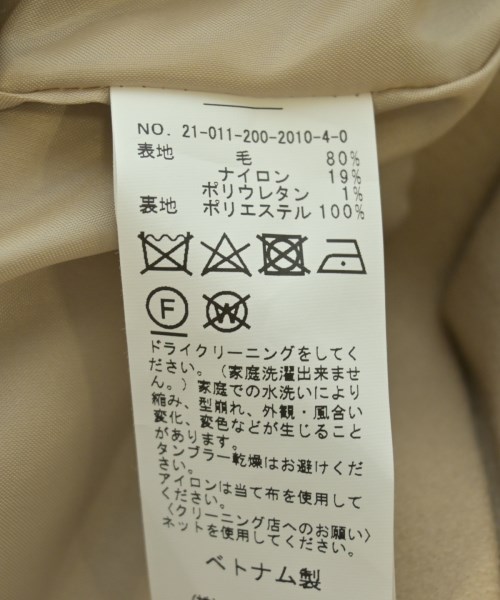 NO. 21-011-200-2010-4-0
表地 毛 80%
ナイロン 19%
ポリウレタン 1%
裏地 ポリエステル 100%
F W
ドライクリーニングをしてく
ださい。(家庭洗濯出来ませ
ん。)家庭での水洗いにより
縮み、型崩れ、外観・風合い
変化、変色などが生じること
があります。
タンブラー乾燥はお避けくだ
さい。
アイロンは当て布を使用して
ください。
〈クリーニング店へのお願い〉
ネットを使用してください。
ベトナム製